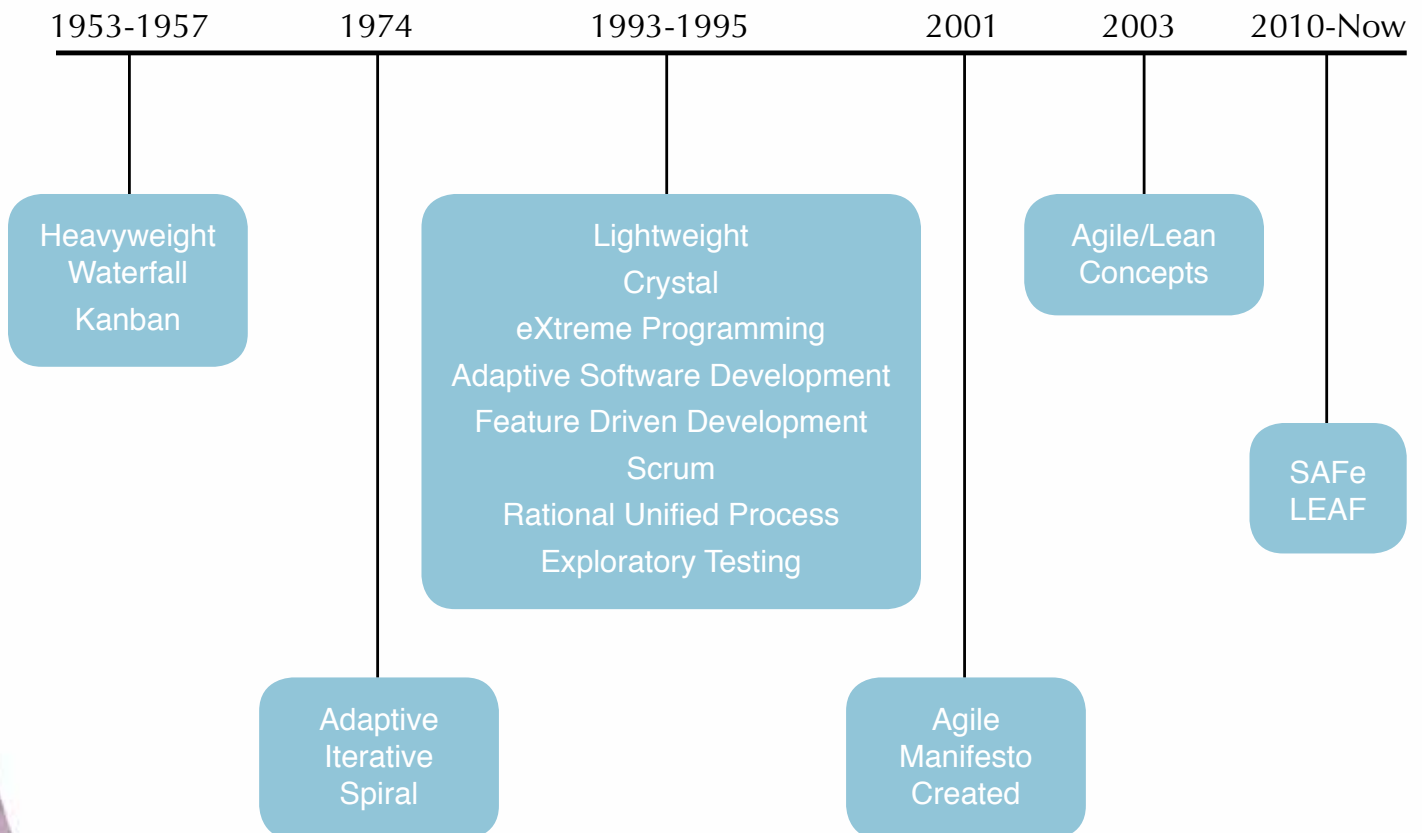 1953-1957
1974
1993-1995
2001
2003
2010-Now
Heavyweight
Waterfall
Kanban
Adaptive
Iterative
Spiral
Lightweight
Crystal
eXtreme Programming
Adaptive Software Development
Feature Driven Development
Scrum
Rational Unified Process
Exploratory Testing
Agile
Manifesto
Created
Agile/Lean
Concepts
SAFe
LEAF